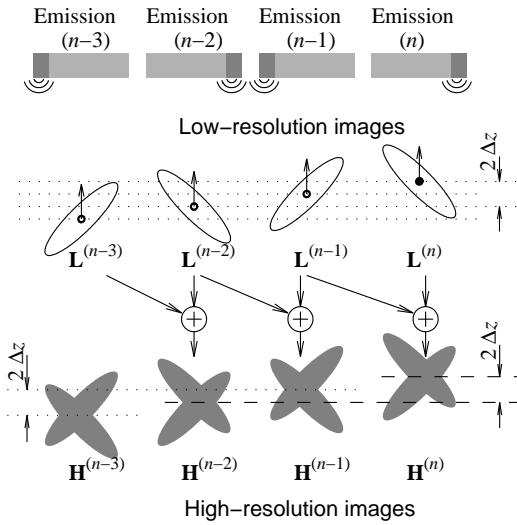 Emission Emission Emission Emission
(n−3) (n−2) (n−1) (n)
Low−resolution images
2 Δz
L(n−3) L(n−2) L(n−1) L(n)
+ + +
2 Δz 2 Δz
H(n−3) H(n−2) H(n−1) H(n)
High−resolution images